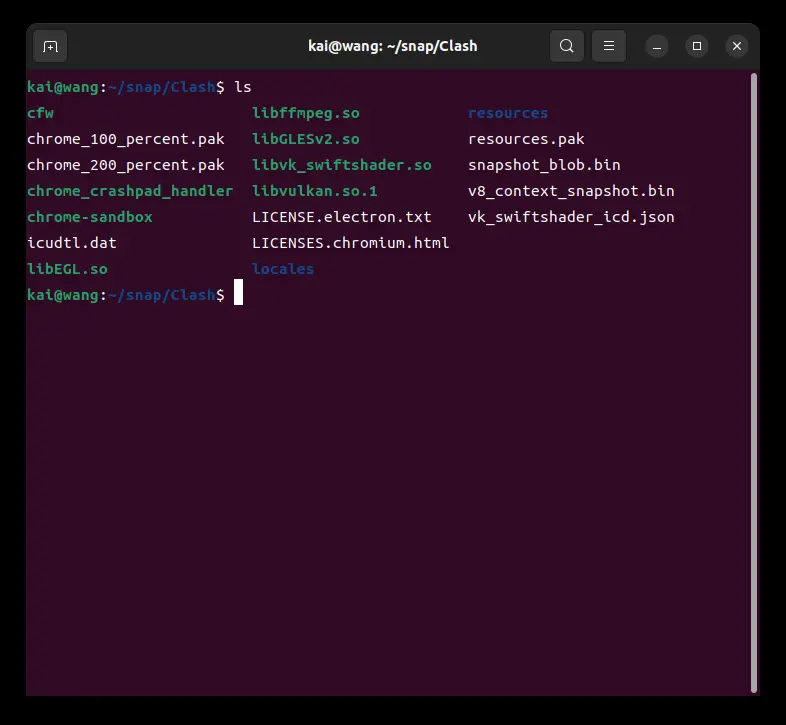 kai@wang: ~/snap/Clash
kai@wang:~/snap/Clash$ ls
cfw libffmpeg.so resources
chrome_100_percent.pak libGLESv2.so resources.pak
chrome_200_percent.pak libvk_swiftshader.so snapshot_blob.bin
chrome_crashpad_handler libvulkan.so.1 v8_context_snapshot.bin
chrome-sandbox LICENSE.electron.txt vk_swiftshader_icd.json
icudtl.dat LICENSES.chromium.html
libEGL.so locales
kai@wang:~/snap/Clash$